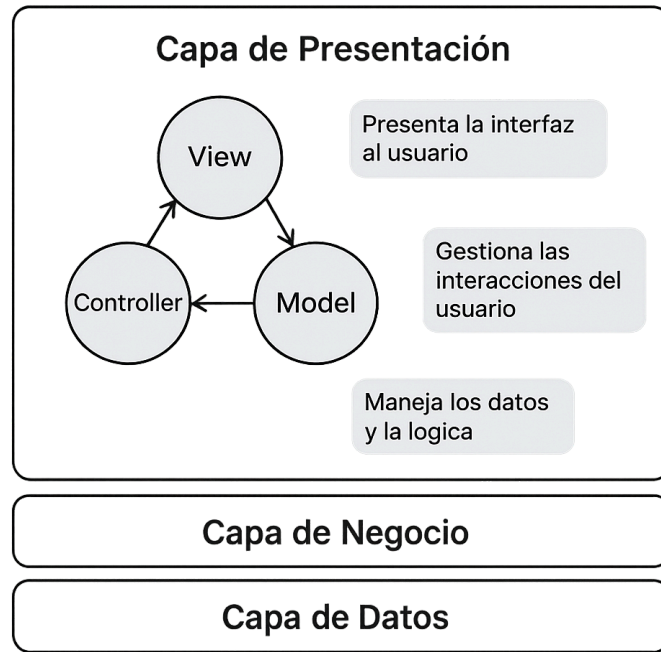 Capa de Presentación
View
Presenta la interfaz
al usuario
Gestiona las
interacciones del
usuario
Controller
Model
Maneja los datos
y la logica
Capa de Negocio
Capa de Datos